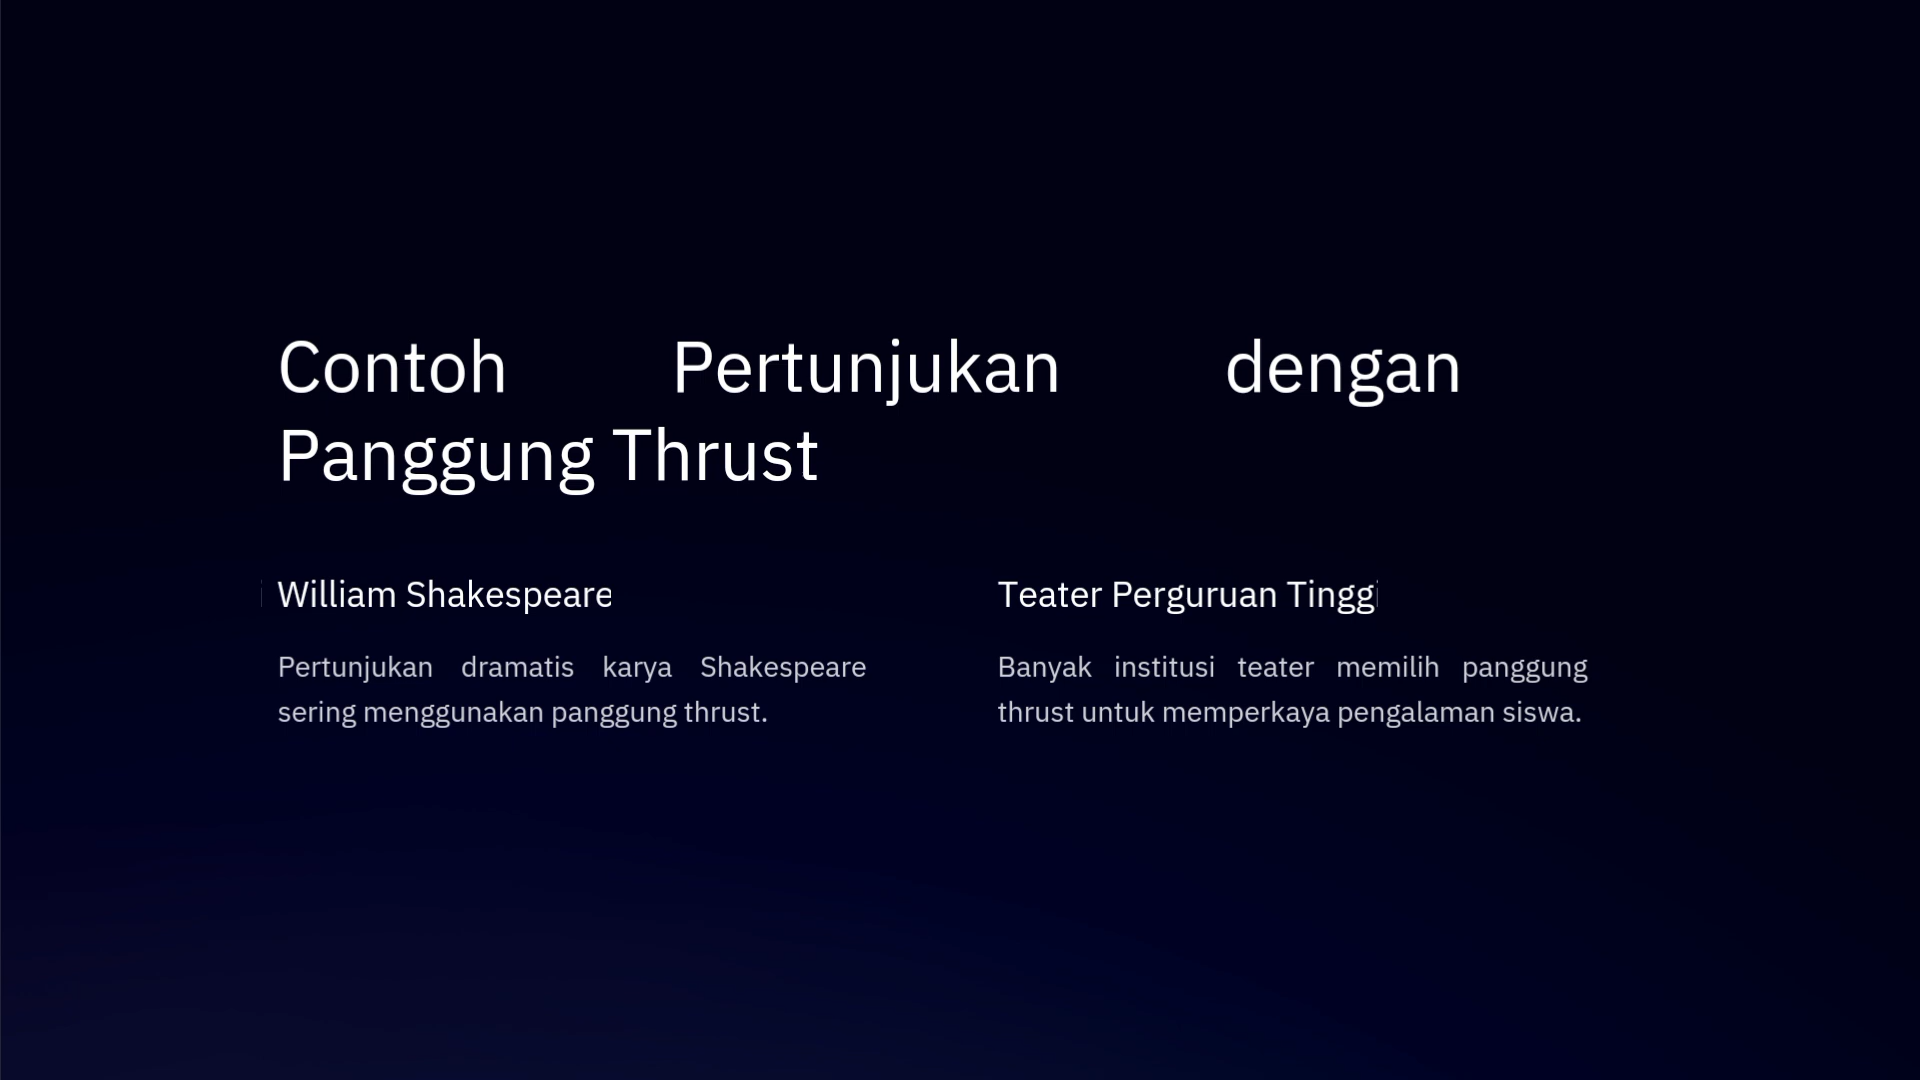 Contoh Pertunjukan dengan
Panggung Thrust
William Shakespeare
Pertunjukan dramatis karya Shakespeare
sering menggunakan panggung thrust.
Teater Perguruan Tinggi
Banyak institusi teater memilih panggung
thrust untuk memperkaya pengalaman siswa.